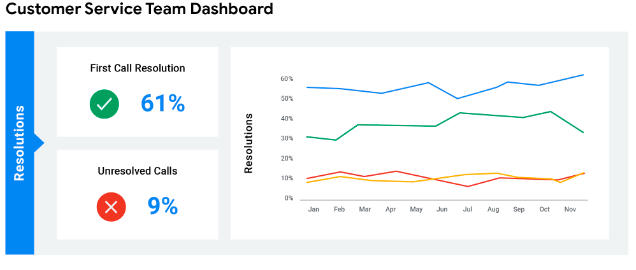 Customer Service Team Dashboard
Resolutions
First Call Resolution
61%
Unresolved Calls
9%
Resolutions
60%
50%
40%
30%
20%
10%
0%
Jan Feb Mar Apr May Jun Jul Aug Sep Oct Nov